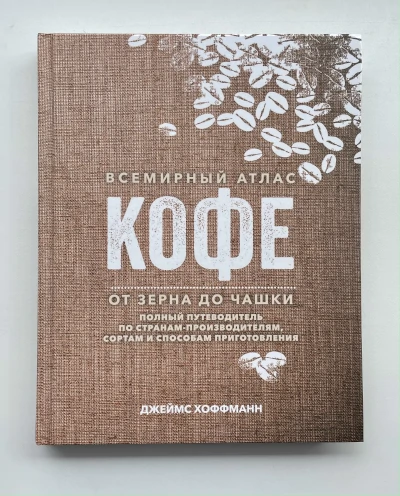 ВСЕМИРНЫЙ АТЛАС
КОФЕ
ОТ ЗЕРНА ДО ЧАШКИ
ПОЛНЫЙ ПУТЕВОДИТЕЛЬ
ПО СТРАНАМ-ПРОИЗВОДИТЕЛЯМ,
СОРТАМ И СПОСОБАМ ПРИГОТОВЛЕНИЯ
ДЖЕЙМС ХОФФМАНН